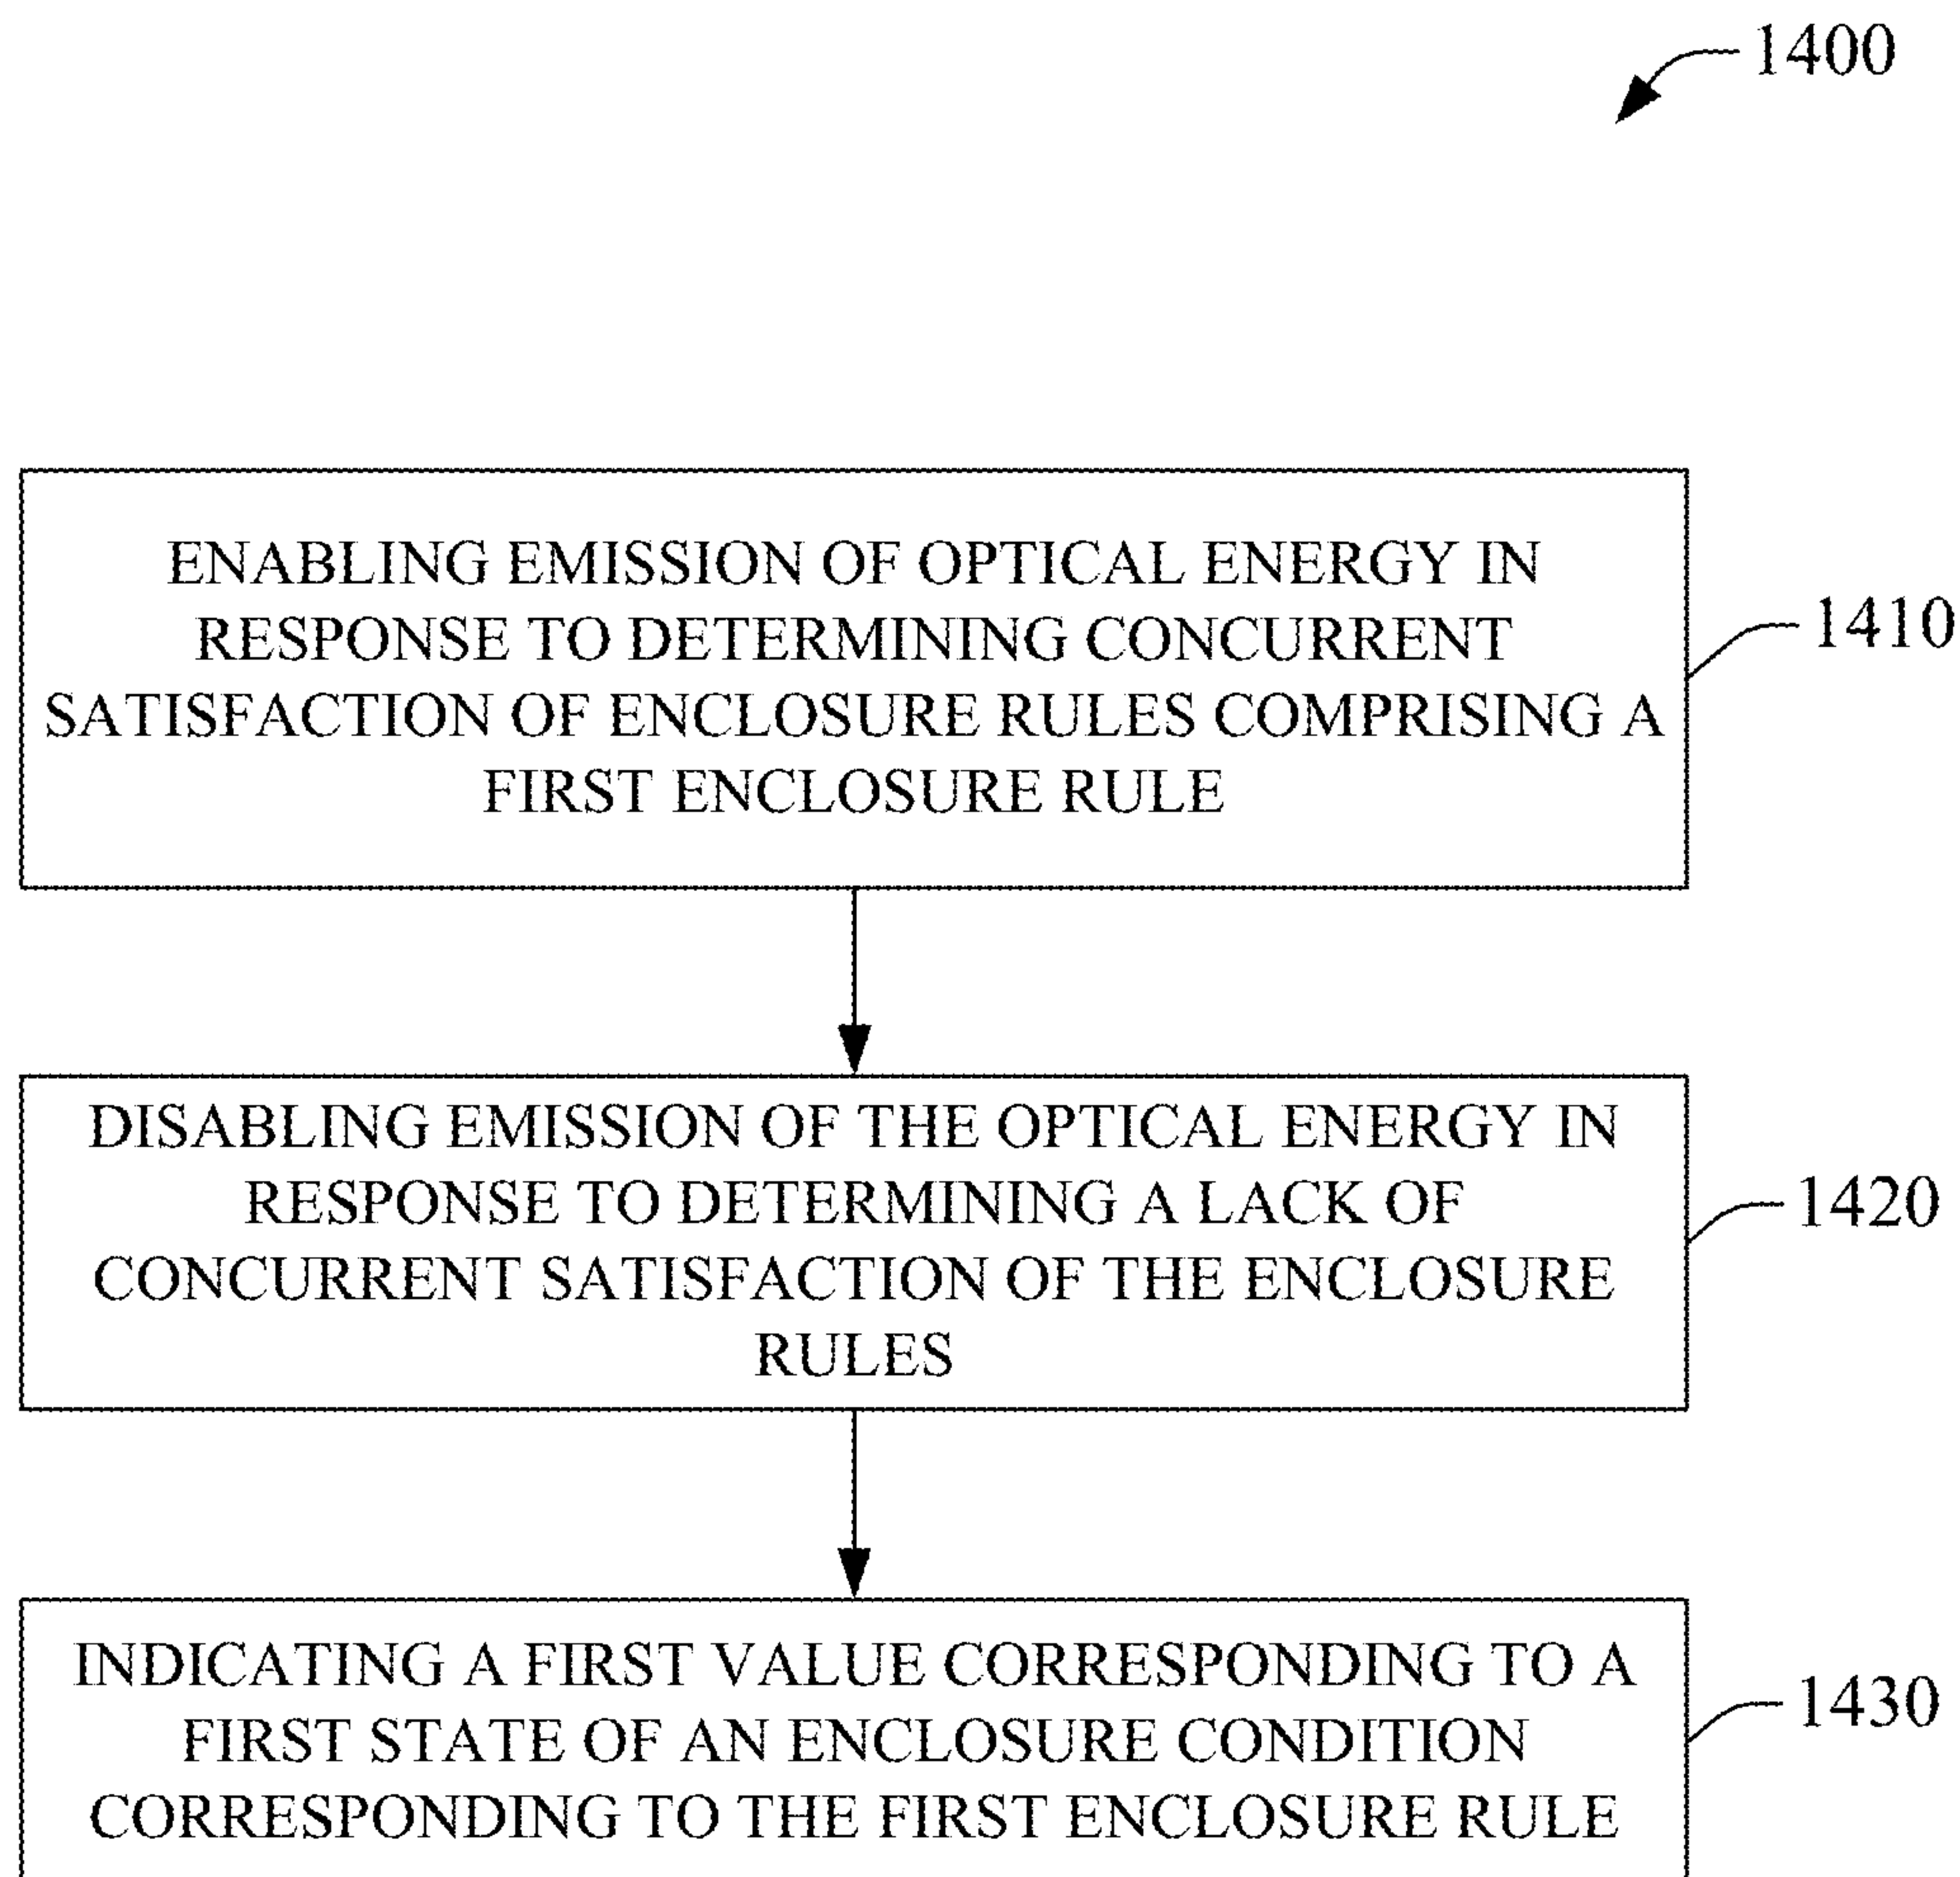 1400
ENABLING EMISSION OF OPTICAL ENERGY IN
RESPONSE TO DETERMINING CONCURRENT
SATISFACTION OF ENCLOSURE RULES COMPRISING A
FIRST ENCLOSURE RULE
1410
DISABLING EMISSION OF THE OPTICAL ENERGY IN
RESPONSE TO DETERMINING A LACK OF
CONCURRENT SATISFACTION OF THE ENCLOSURE
RULES
1420
INDICATING A FIRST VALUE CORRESPONDING TO A
FIRST STATE OF AN ENCLOSURE CONDITION
CORRESPONDING TO THE FIRST ENCLOSURE RULE
1430